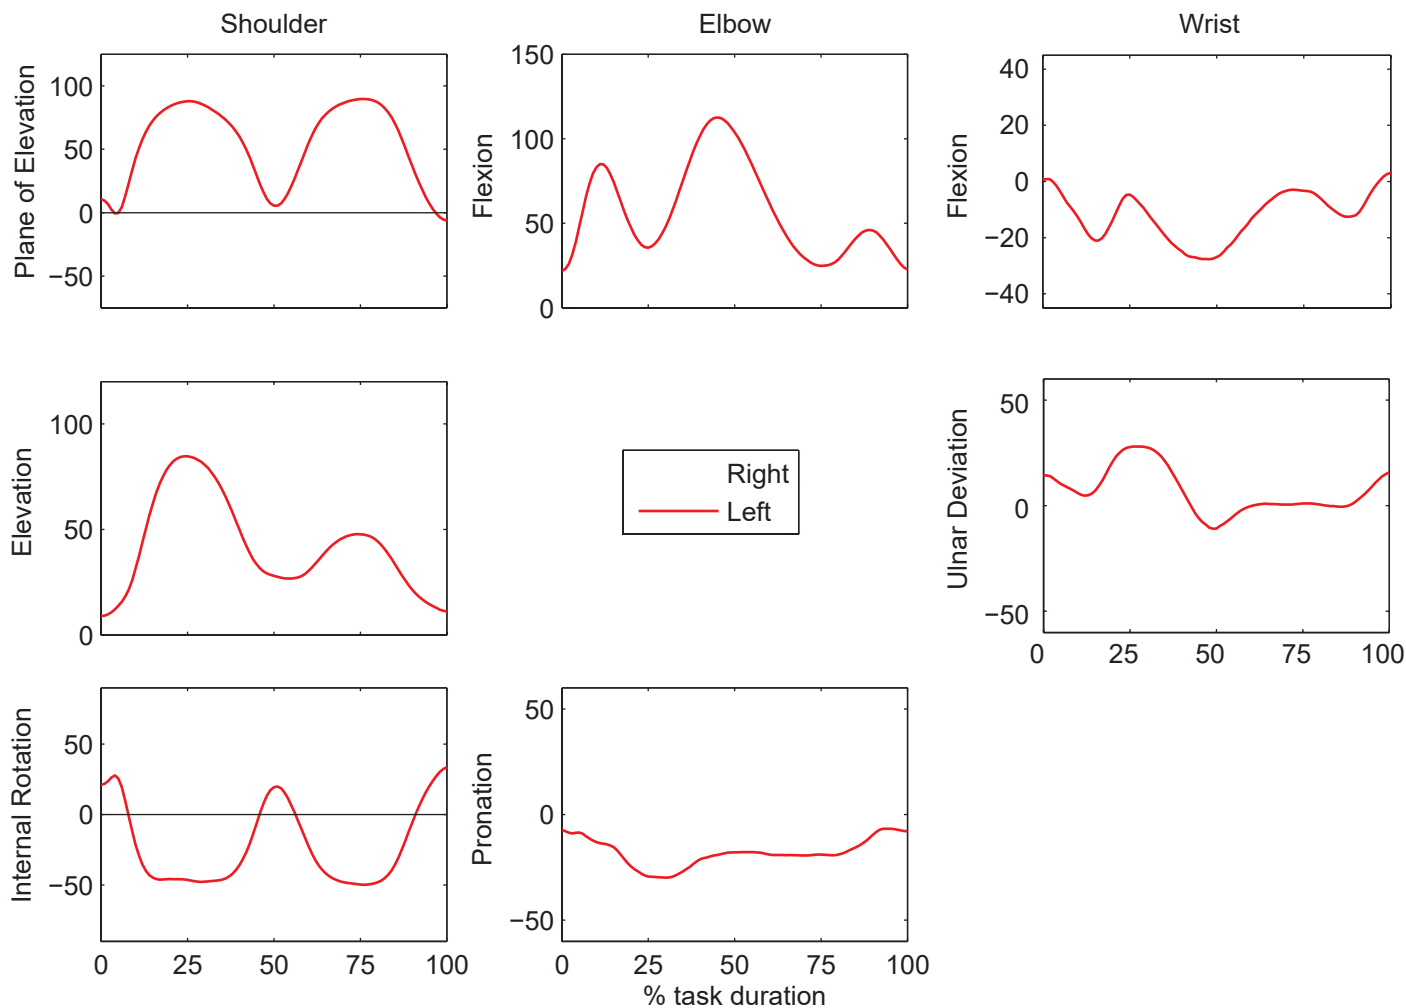 Shoulder
Elbow
Wrist
Plane of Elevation
100
50
0
−50
Flexion
150
100
50
0
Flexion
40
20
0
−20
−40
Elevation
100
50
0
Right
Left
Ulnar Deviation
50
0
−50
0 25 50 75 100
Internal Rotation
50
0
−50
0 25 50 75 100
Pronation
50
0
−50
0 25 50 75 100
% task duration